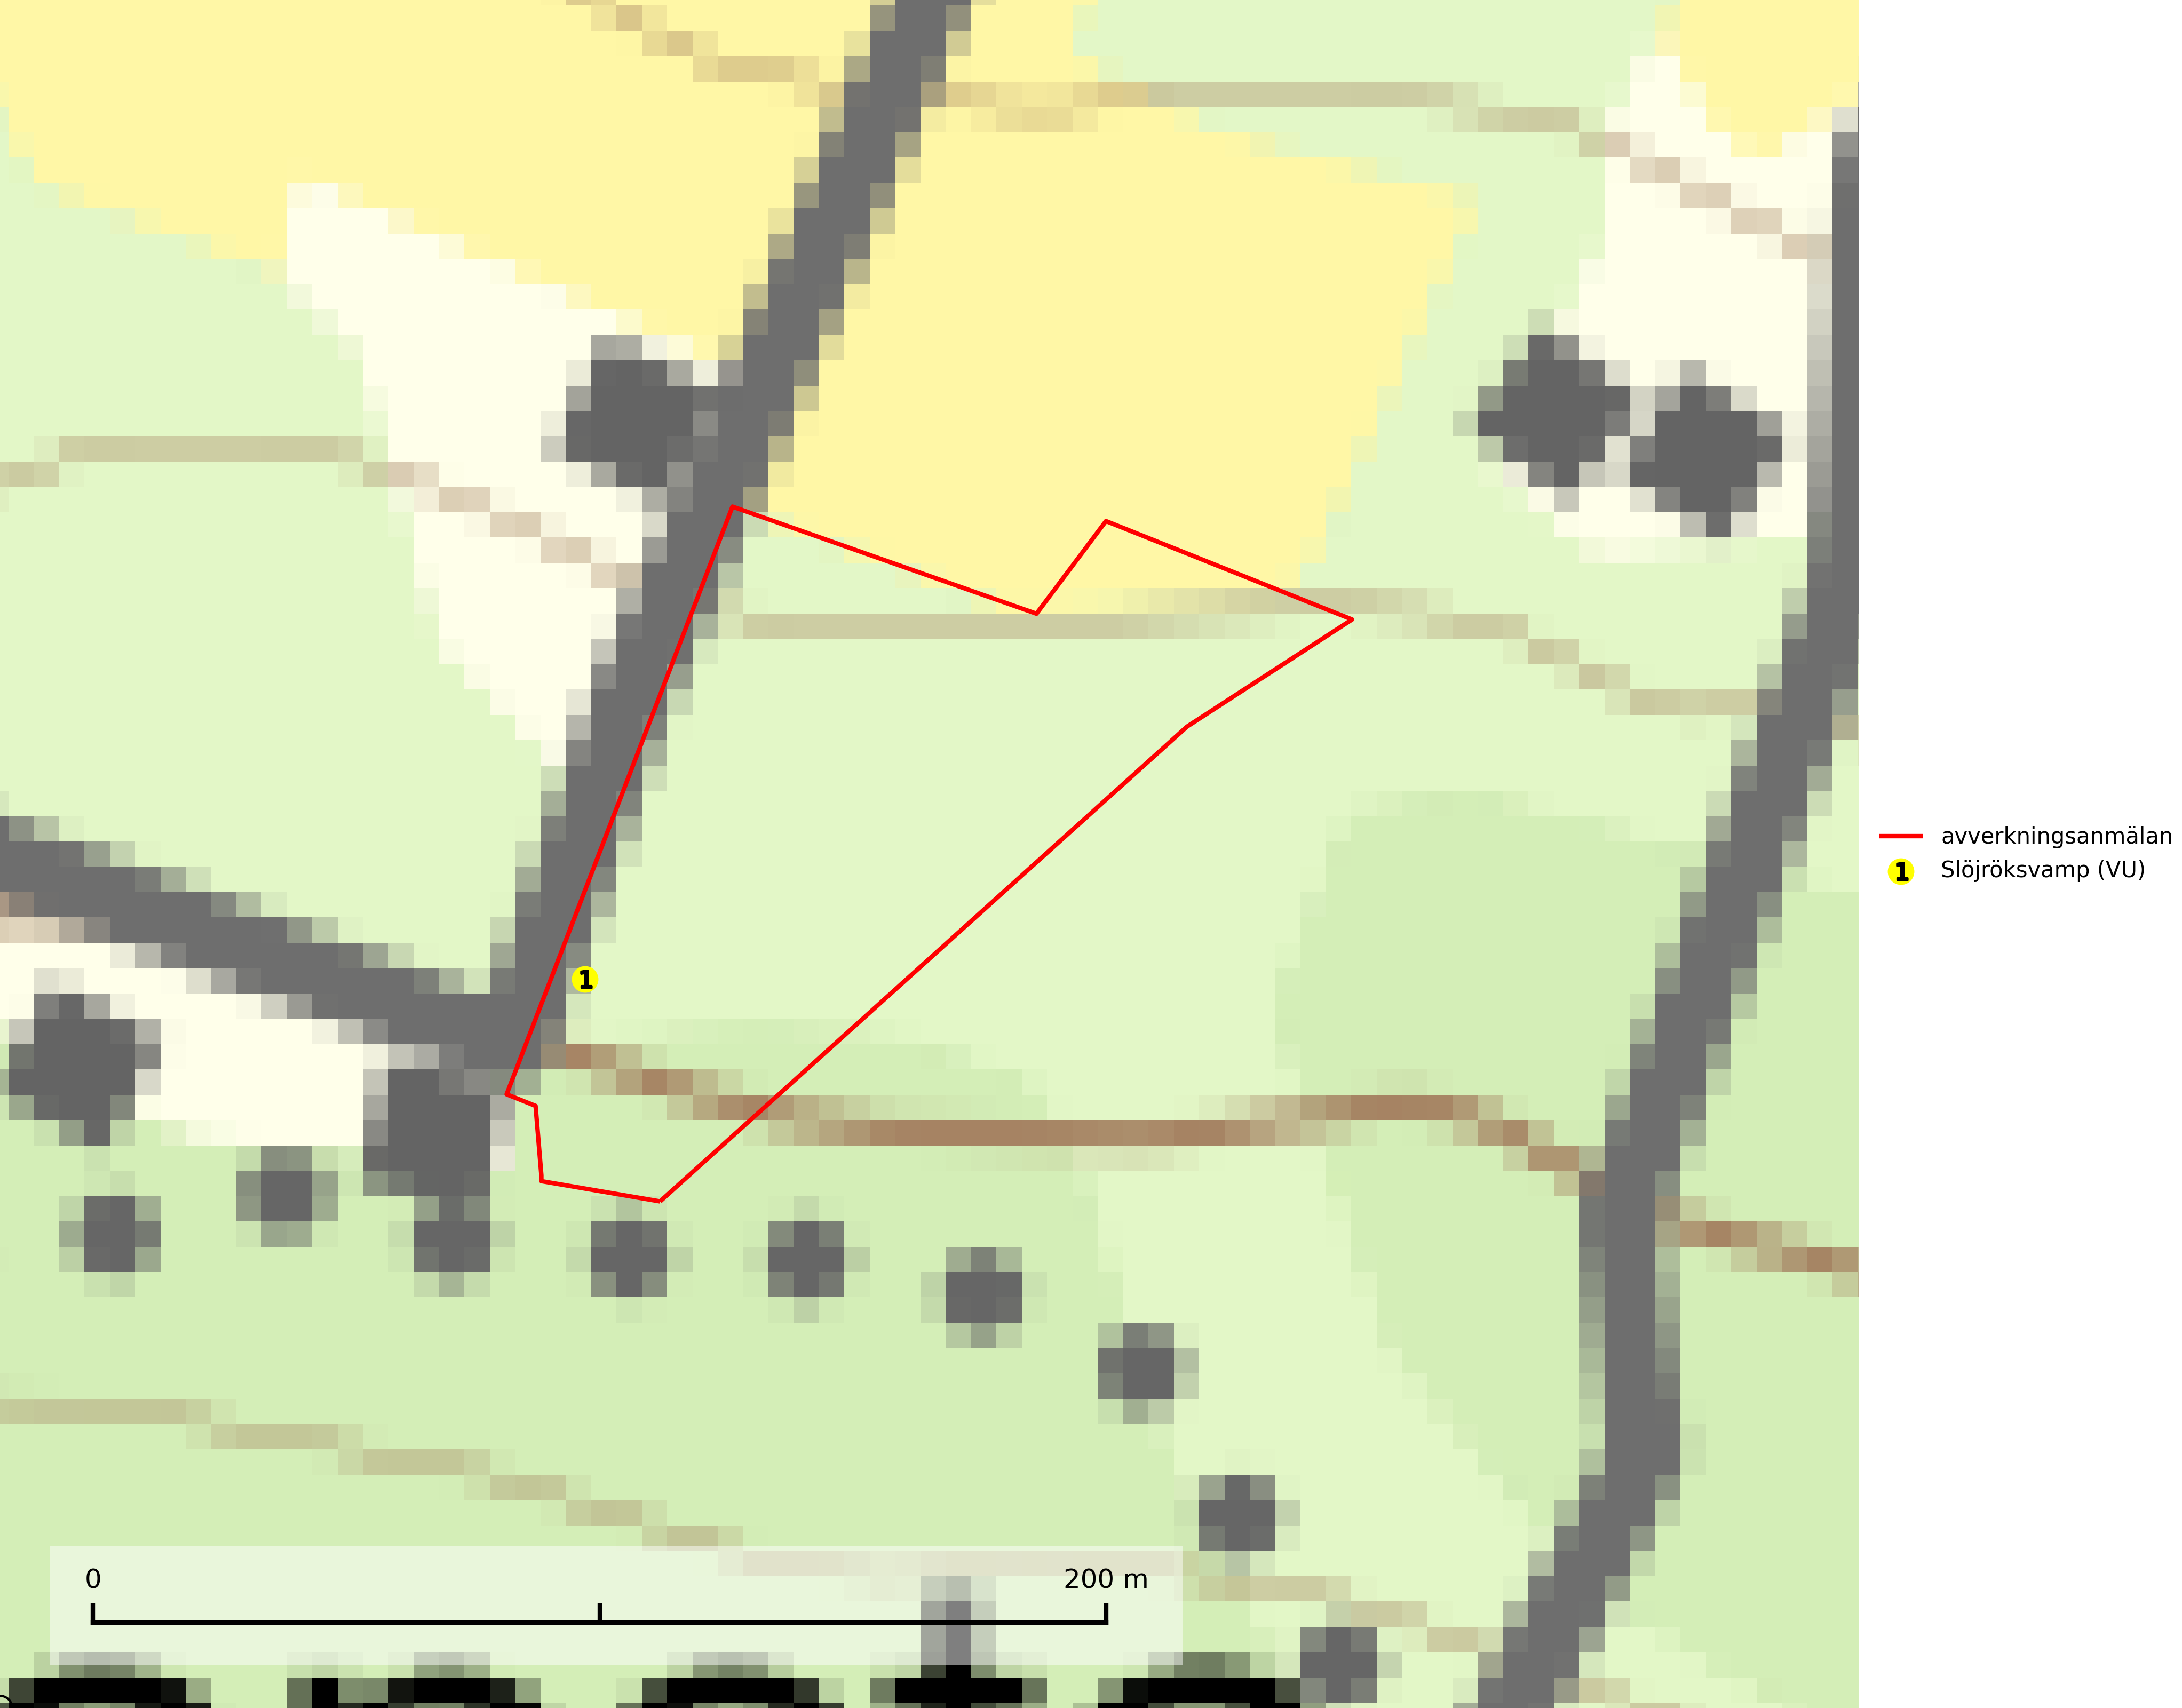 1
avverkningsanmälan
1 Slöjröksvamp (VU)
0 200 m